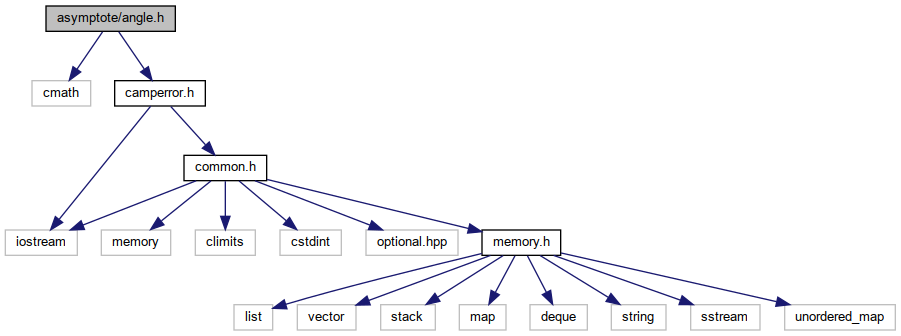 asymptote/angle.h
cmath
camperror.h
common.h
iostream
memory
climits
cstdint
optional.hpp
memory.h
list
vector
stack
map
deque
string
sstream
unordered_map